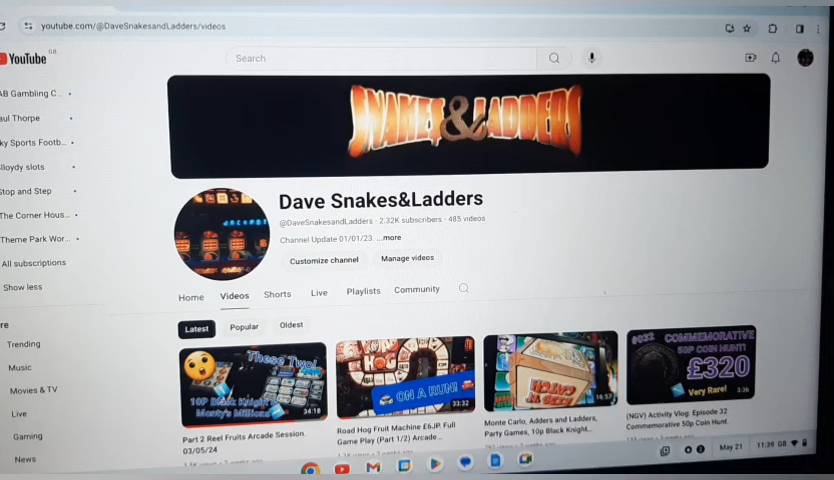 youtube.com/@DaveSnakesandLadders/videos
YouTube GB
Search
AB Gambling C...
aul Thorpe
ky Sports Footb...
lloydy slots
Stop and Step
The Corner Hous...
Theme Park Wor...
All subscriptions
Show less
re
Trending
Music
Movies & TV
Live
Gaming
News
SNAKES & LADDERS
Dave Snakes&Ladders
@DaveSnakesandLadders · 2.32K subscribers · 485 videos
Channel Update 01/01/23. ...more
Customize channel
Manage videos
Home
Videos
Shorts
Live
Playlists
Community
Latest
Popular
Oldest
These Two!
10P Black Knight
Monty's Millions
34:18
Part 2 Reel Fruits Arcade Session.
03/05/24
HOG
ON A RUN!
33:32
Road Hog Fruit Machine £6JP. Full
Game Play (Part 1/2) Arcade...
16:57
Monte Carlo, Adders and Ladders,
Party Games, 10p Black Knight...
#032 COMMEMORATIVE
50P COIN HUNT!
£320
Very Rare!
3:36
(NGV) Activity Vlog. Episode 32
Commemorative 50p Coin Hunt.
May 21
11:39 GB